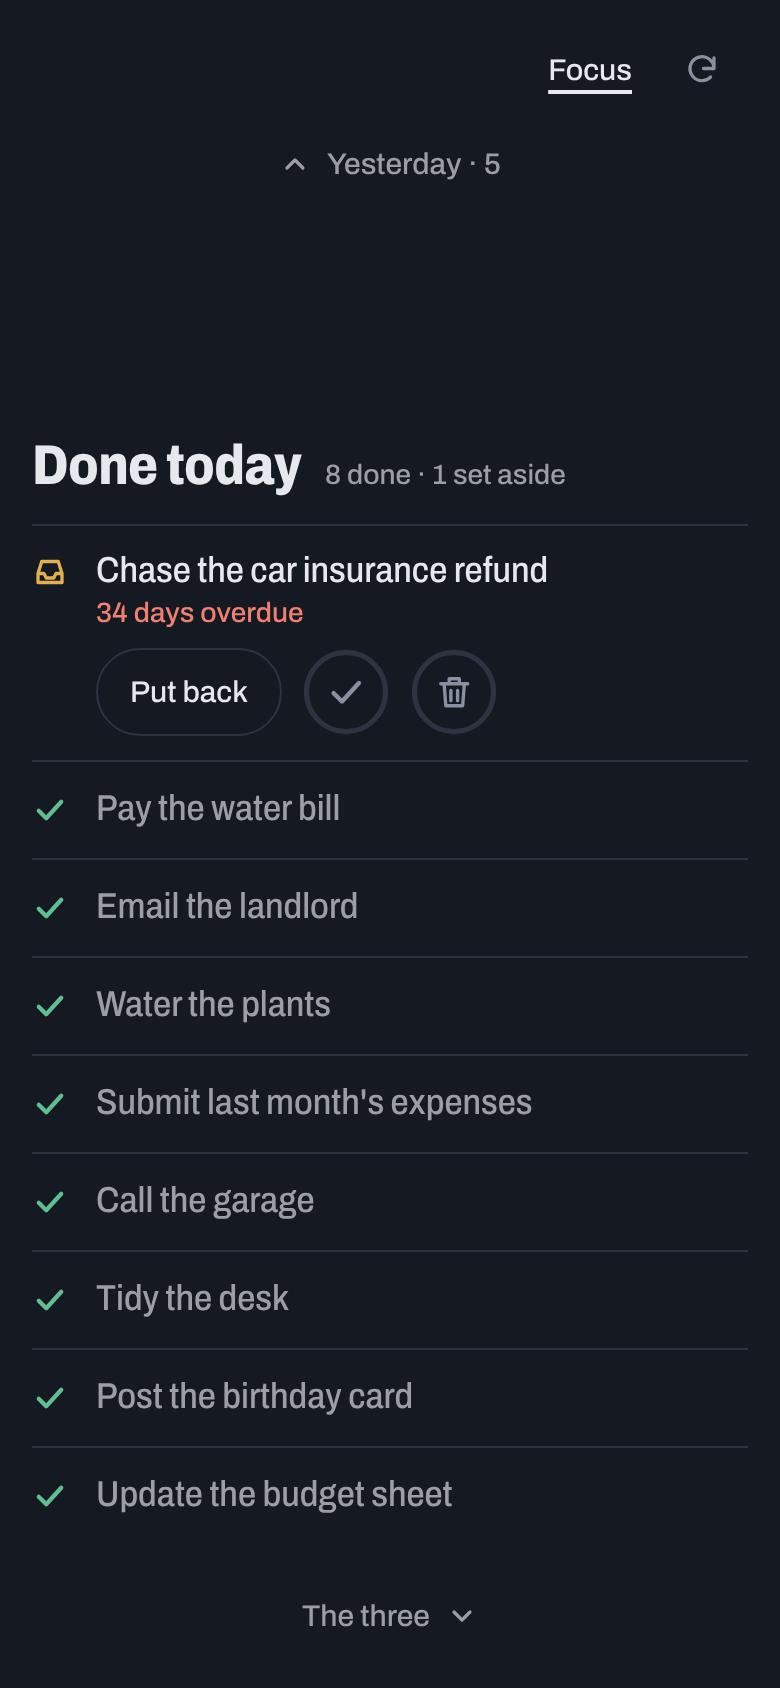 Focus
Yesterday · 5
Done today 8 done · 1 set aside
Chase the car insurance refund
34 days overdue
Put back
Pay the water bill
Email the landlord
Water the plants
Submit last month's expenses
Call the garage
Tidy the desk
Post the birthday card
Update the budget sheet
The three